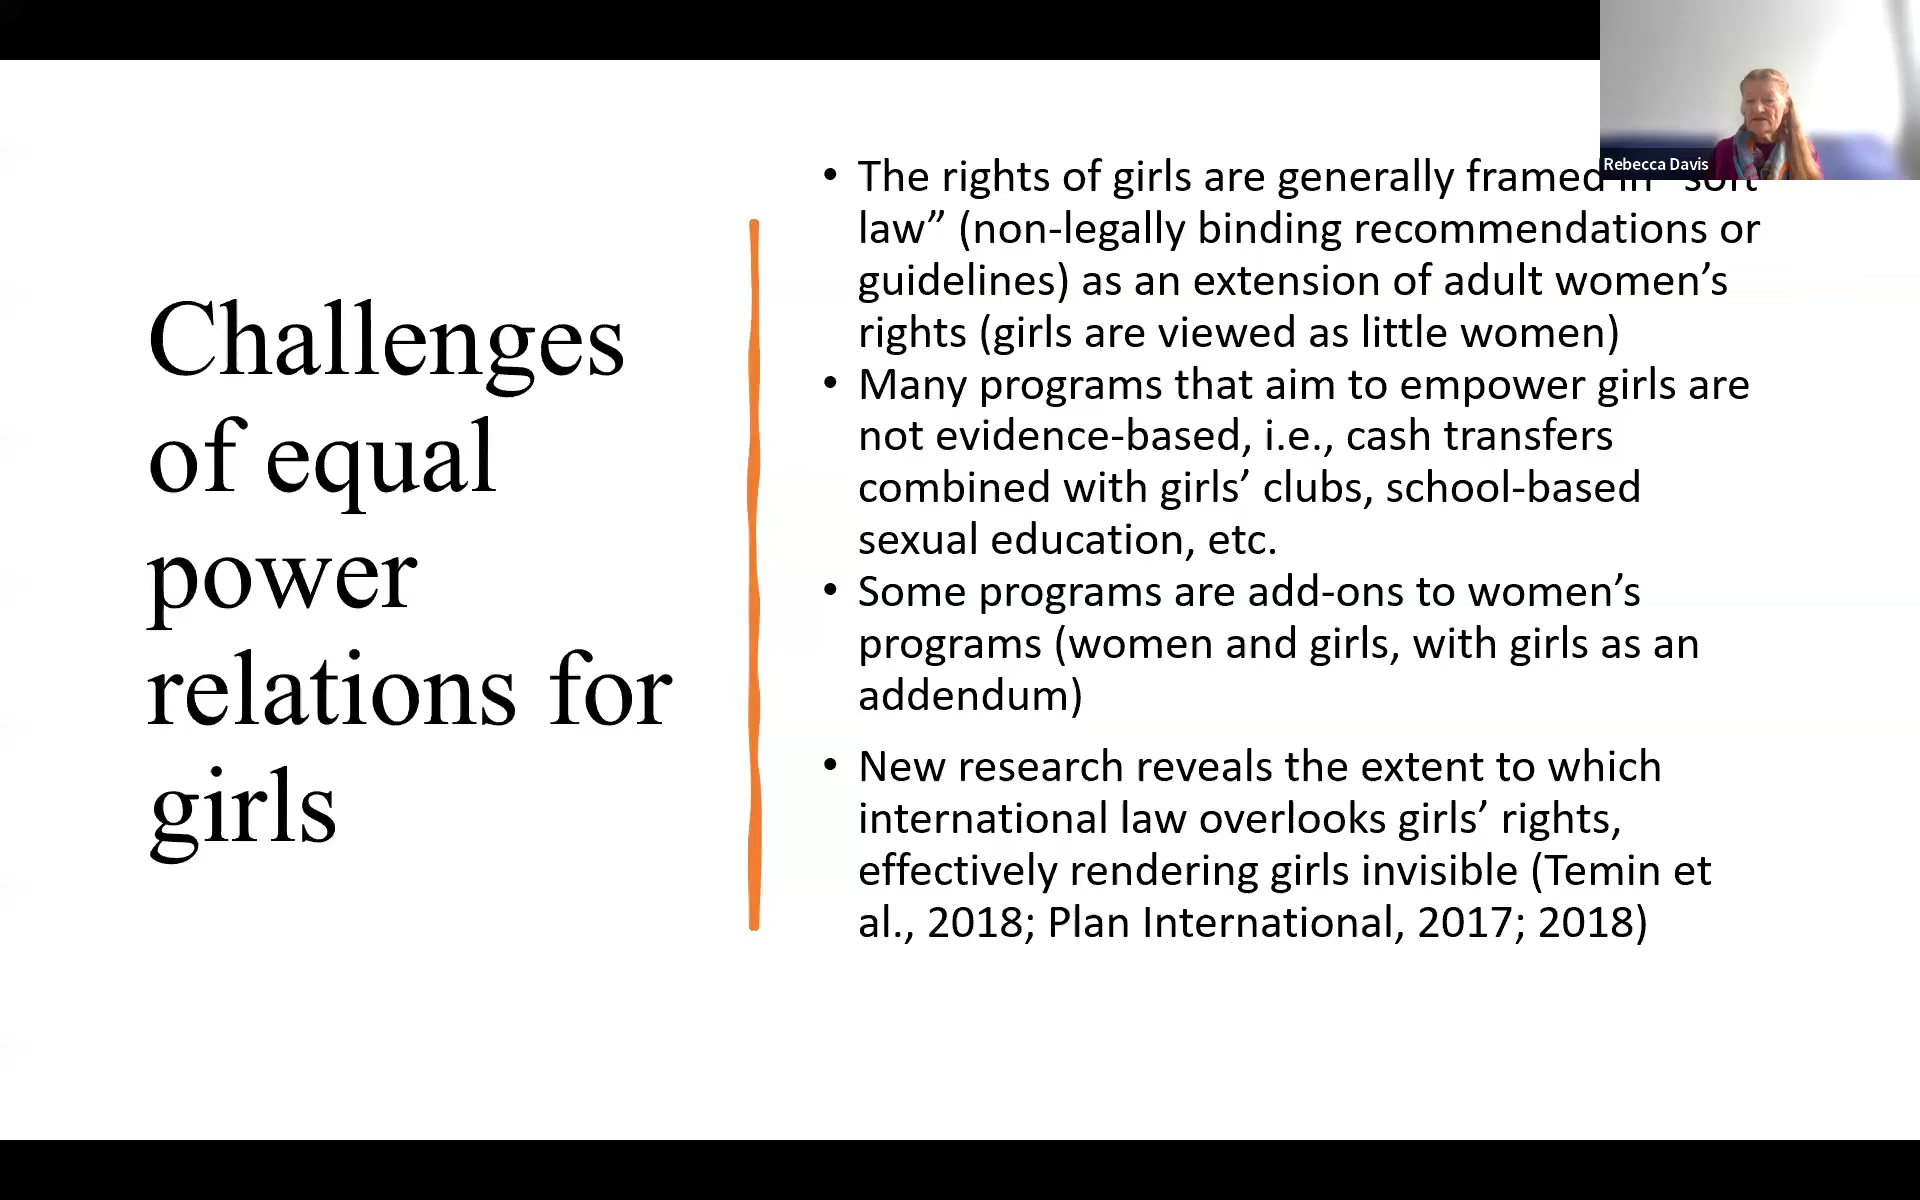 Rebecca Davis
Challenges
of equal
power
relations for
girls
• The rights of girls are generally framed in “soft
law” (non-legally binding recommendations or
guidelines) as an extension of adult women’s
rights (girls are viewed as little women)
• Many programs that aim to empower girls are
not evidence-based, i.e., cash transfers
combined with girls’ clubs, school-based
sexual education, etc.
• Some programs are add-ons to women’s
programs (women and girls, with girls as an
addendum)
• New research reveals the extent to which
international law overlooks girls’ rights,
effectively rendering girls invisible (Temin et
al., 2018; Plan International, 2017; 2018)